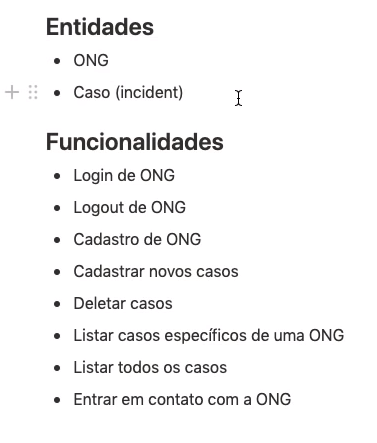 Entidades
ONG
Caso (incident)
Funcionalidades
Login de ONG
Logout de ONG
Cadastro de ONG
Cadastrar novos casos
Deletar casos
Listar casos específicos de uma ONG
Listar todos os casos
Entrar em contato com a ONG